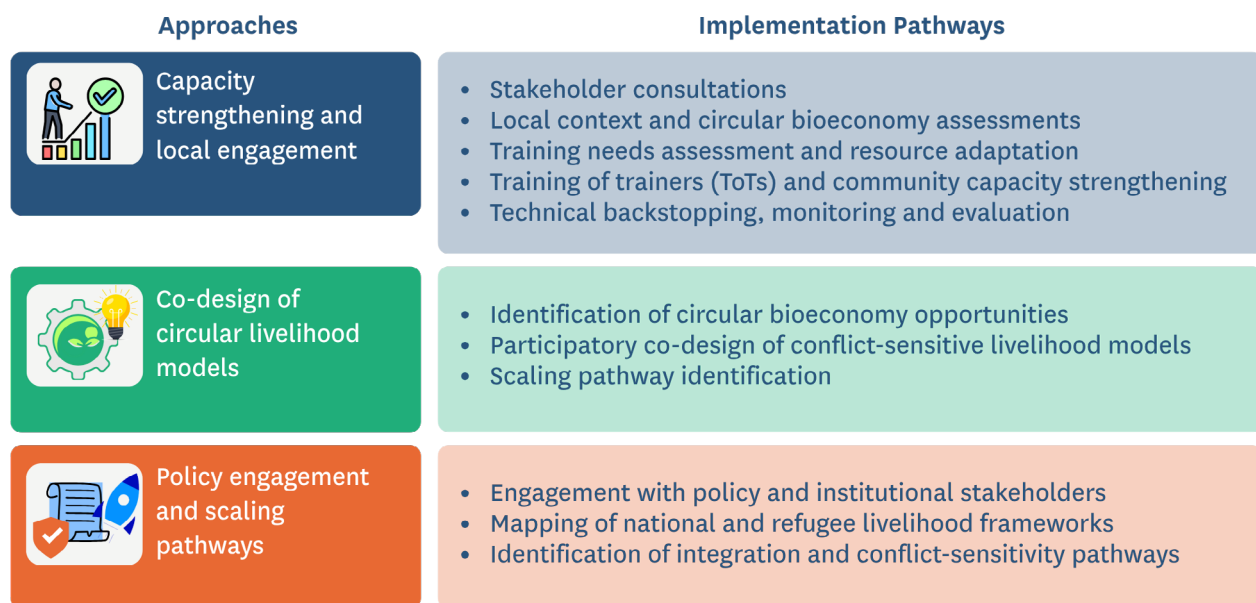 Approaches
Implementation Pathways
Capacity
strengthening and
local engagement
• Stakeholder consultations
• Local context and circular bioeconomy assessments
• Training needs assessment and resource adaptation
• Training of trainers (ToTs) and community capacity strengthening
• Technical backstopping, monitoring and evaluation
Co-design of
circular livelihood
models
• Identification of circular bioeconomy opportunities
• Participatory co-design of conflict-sensitive livelihood models
• Scaling pathway identification
Policy engagement
and scaling
pathways
• Engagement with policy and institutional stakeholders
• Mapping of national and refugee livelihood frameworks
• Identification of integration and conflict-sensitivity pathways